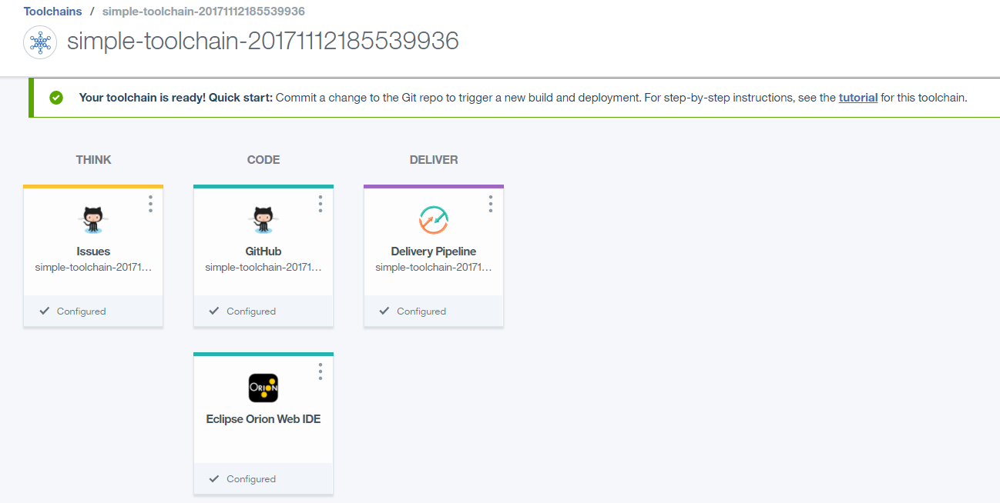 Toolchains / simple-toolchain-20171112185539936
simple-toolchain-20171112185539936
Your toolchain is ready! Quick start: Commit a change to the Git repo to trigger a new build and deployment. For step-by-step instructions, see the tutorial for this toolchain.
THINK
CODE
DELIVER
Issues
simple-toolchain-20171...
Configured
GitHub
simple-toolchain-20171...
Configured
Delivery Pipeline
simple-toolchain-20171...
Configured
ORION
Eclipse Orion Web IDE
Configured